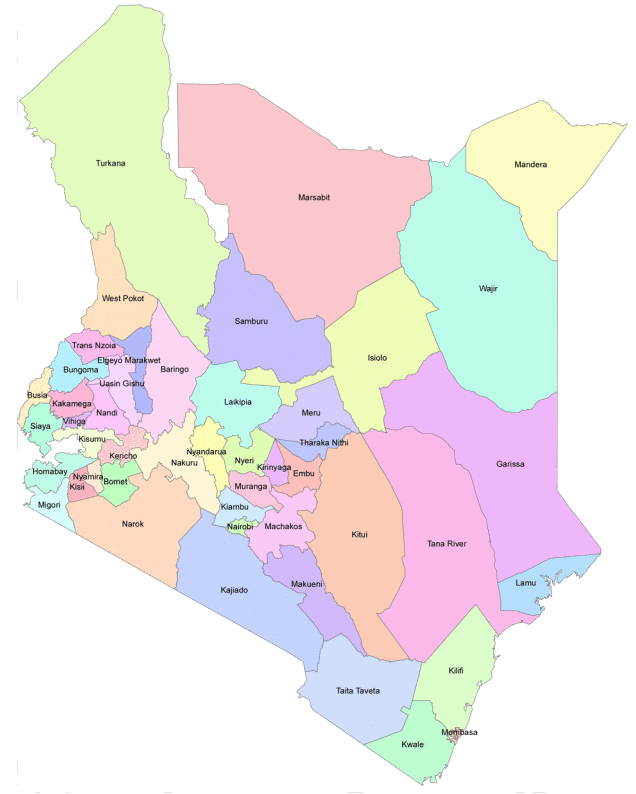 Turkana
Mandera
Marsabit
Wajir
West Pokot
Samburu
Trans Nzoia
Elgeyo Marakwet
Isiolo
Bungoma
Baringo
Uasin Gishu
Busia
Kakamega
Laikipia
Nandi
Meru
Vihiga
Siaya
Kisumu
Tharaka Nithi
Kericho
Nyandarua
Nakuru
Nyeri
Garissa
Kirinyaga
Homabay
Nyamira
Embu
Bomet
Kisii
Muranga
Migori
Kiambu
Narok
Nairobi
Machakos
Kitui
Tana River
Lamu
Makueni
Kajiado
Kilifi
Taita Taveta
Mombasa
Kwale